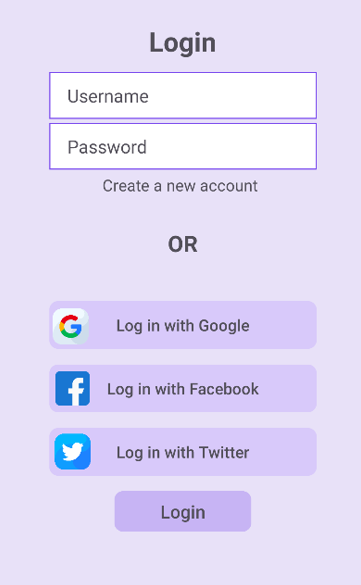 Login
Username
Password
Create a new account
OR
Log in with Google
Log in with Facebook
Log in with Twitter
Login